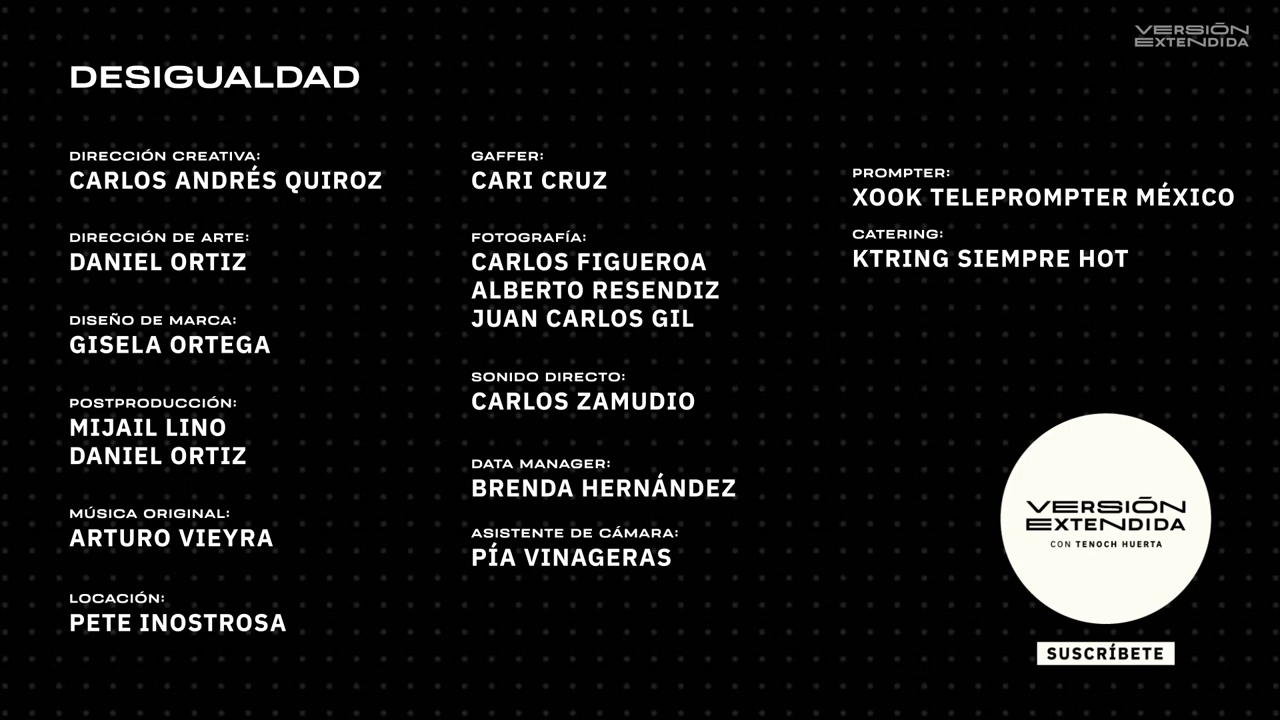 VERSIÓN
EXTENDIDA
DESIGUALDAD
DIRECCIÓN CREATIVA:
CARLOS ANDRÉS QUIROZ
DIRECCIÓN DE ARTE:
DANIEL ORTIZ
DISEÑO DE MARCA:
GISELA ORTEGA
POSTPRODUCCIÓN:
MIJAIL LINO
DANIEL ORTIZ
MÚSICA ORIGINAL:
ARTURO VIEYRA
LOCACIÓN:
PETE INOSTROSA
GAFFER:
CARI CRUZ
FOTOGRAFÍA:
CARLOS FIGUEROA
ALBERTO RESENDIZ
JUAN CARLOS GIL
SONIDO DIRECTO:
CARLOS ZAMUDIO
DATA MANAGER:
BRENDA HERNÁNDEZ
ASISTENTE DE CÁMARA:
PÍA VINAGERAS
PROMPTER:
XOOK TELEPROMPTER MÉXICO
CATERING:
KTRING SIEMPRE HOT
VERSIÓN
EXTENDIDA
CON TENOCH HUERTA
SUSCRÍBETE